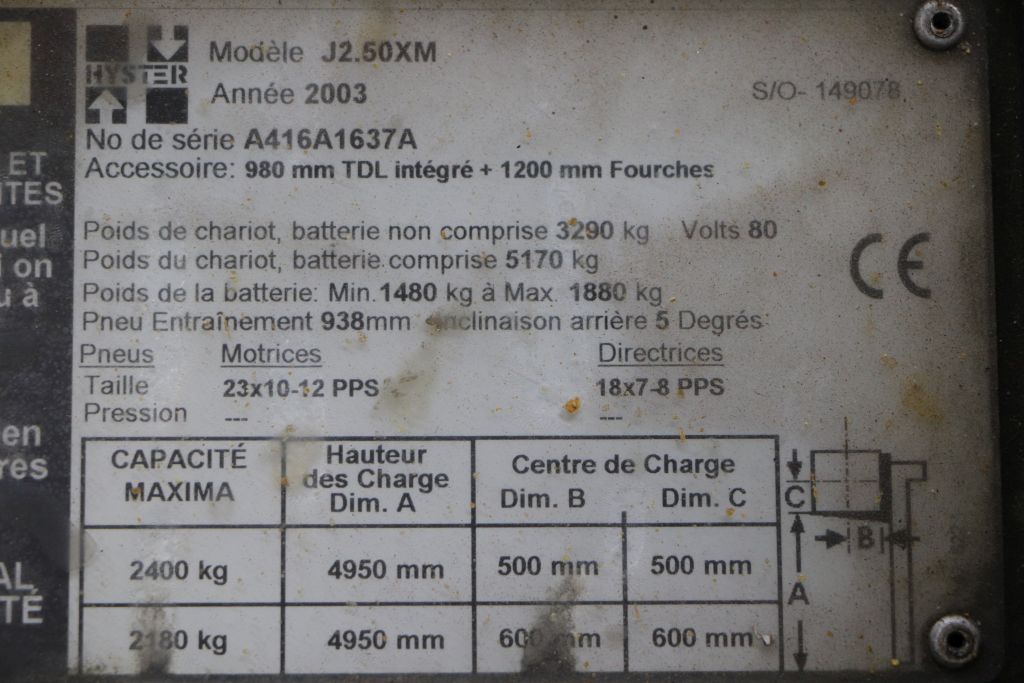 HYSTER
Modèle J2.50XM
Année 2003
S/O- 149078
No de série A416A1637A
Accessoire: 980 mm TDL intégré + 1200 mm Fourches
Poids de chariot, batterie non comprise 3290 kg Volts 80
Poids du chariot, batterie comprise 5170 kg
Poids de la batterie: Min.1480 kg à Max. 1880 kg
Pneu Entraînement 938mm inclinaison arrière 5 Degrés
Pneus Motrices Directrices
Taille 23x10-12 PPS 18x7-8 PPS
Pression --- ---
CAPACITÉ MAXIMA
Hauteur des Charge Dim. A
Centre de Charge
Dim. B Dim. C
2400 kg 4950 mm 500 mm 500 mm
2180 kg 4950 mm 600 mm 600 mm
C
B
A
CE
ET
on
à
en